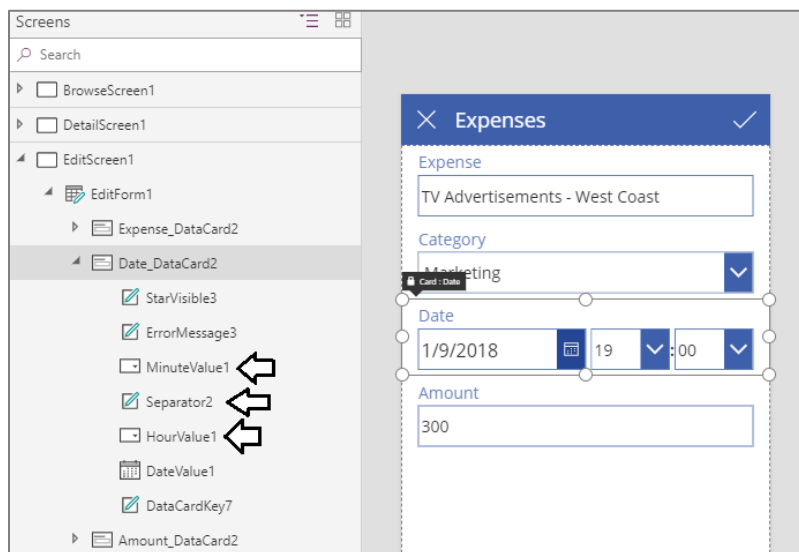 Screens
Search
BrowseScreen1
DetailScreen1
EditScreen1
EditForm1
Expense_DataCard2
Date_DataCard2
StarVisible3
ErrorMessage3
MinuteValue1
Separator2
HourValue1
DateValue1
DataCardKey7
Amount_DataCard2
Expenses
Expense
TV Advertisements - West Coast
Category
Marketing
Card : Date
Date
1/9/2018 19 : 00
Amount
300